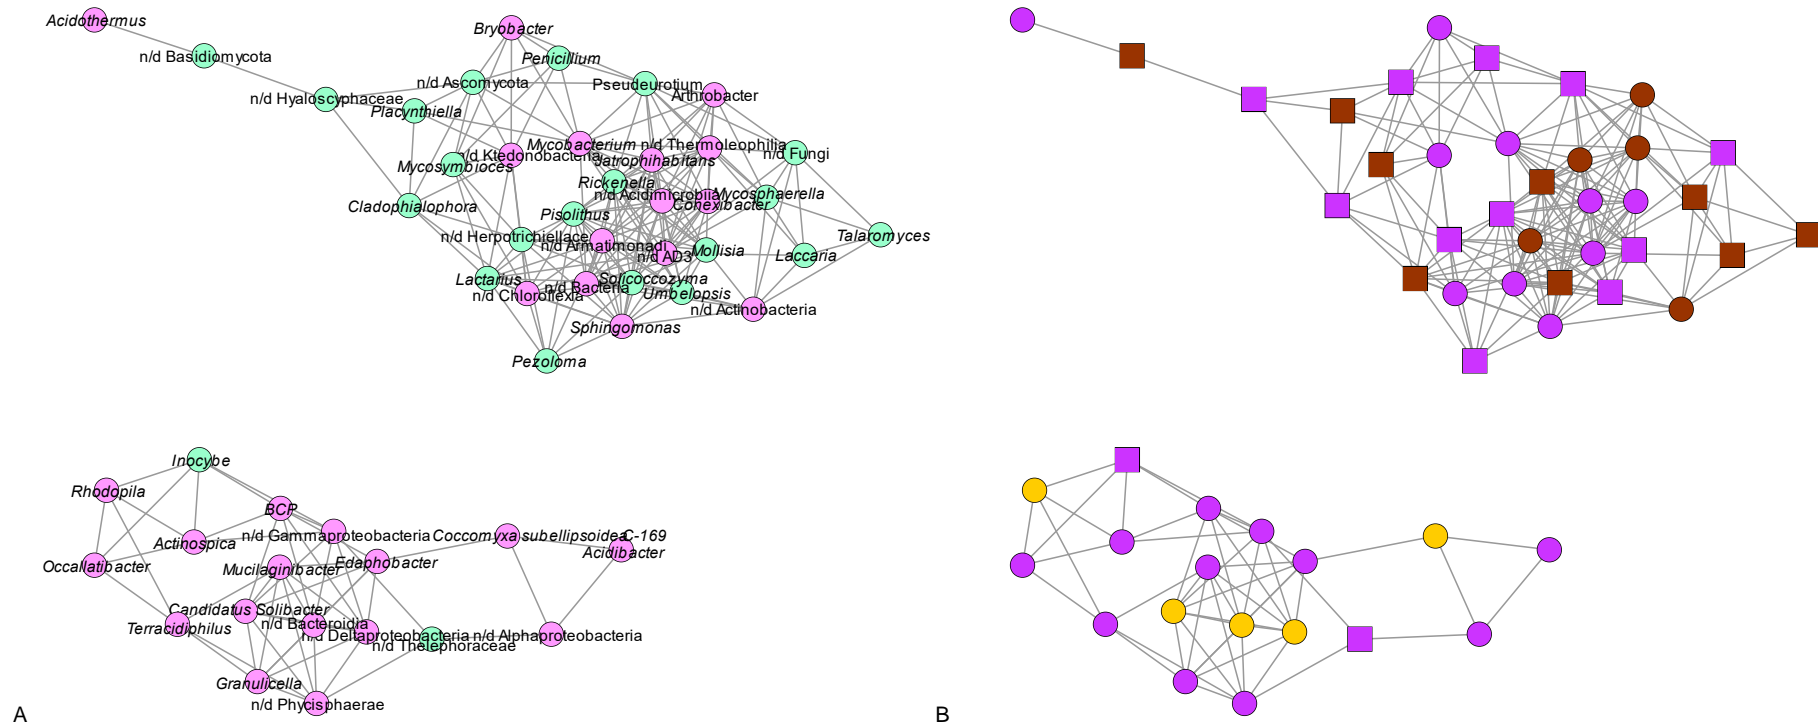 Acidothermus
n/d Basidiomycota
n/d Hyaloscyphaceae
Bryobacter
Penicillium
n/d Ascomycota
Placynthiella
Pseudeurotium
Arthrobacter
Mycobacterium
n/d Thermoleophilia
n/d Ktedonobacteria
Jatrophihabitans
n/d Fungi
Mycosymbioces
Rickenella
n/d Acidimicrobiia
Mycosphaerella
Conexibacter
Cladophialophora
Pisolithus
n/d Herpotrichiellace
n/d Armatimonadi
n/d AD3
Mollisia
Talaromyces
Laccaria
Lactarius
n/d Chloroflexia
n/d Bacteria
Solicoccozyma
Umbelopsis
n/d Actinobacteria
Sphingomonas
Pezoloma
Inocybe
Rhodopila
BCP
Actinospica
n/d Gammaproteobacteria
Coccomyxa subellipsoidea C-169
Acidibacter
Occallatibacter
Mucilaginibacter
Edaphobacter
Candidatus Solibacter
Terracidiphilus
n/d Bacteroidia
n/d Deltaproteobacteria
n/d Alphaproteobacteria
n/d Thelephoraceae
Granulicella
n/d Phycisphaerae
A
B